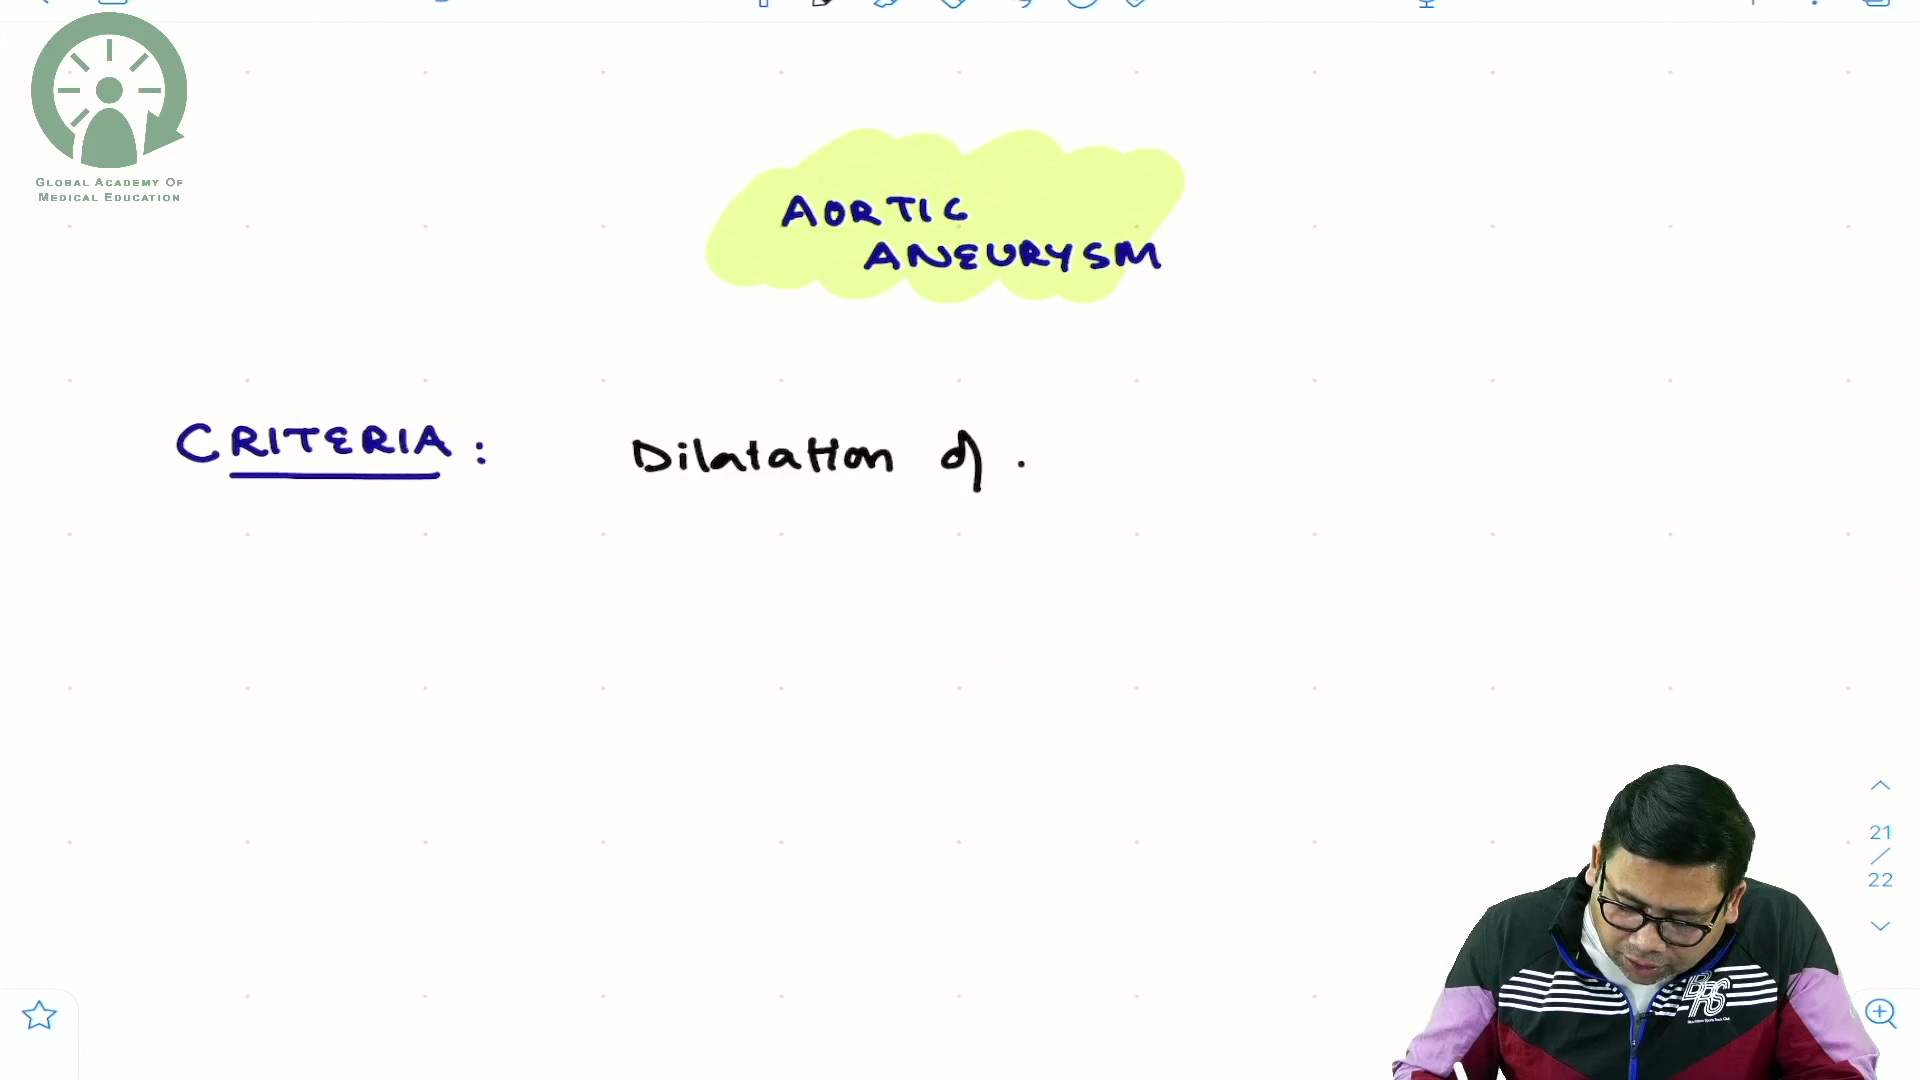 GLOBAL ACADEMY OF
MEDICAL EDUCATION
AORTIC
ANEURYSM
CRITERIA : Dilatation of .
21
/
22